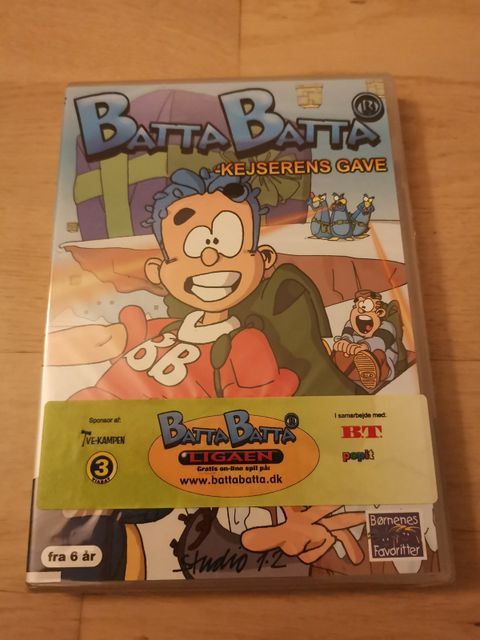 BATTA BATTA
R
-KEJSERENS GAVE
BB
Sponsor af:
TVE-KAMPEN
3
BATTA BATTA
LIGAEN
Gratis on-line spil på:
www.battabatta.dk
I samarbejde med:
B.T.
popit
fra 6 år
Studio 1-2
Børnenes
Favoritter